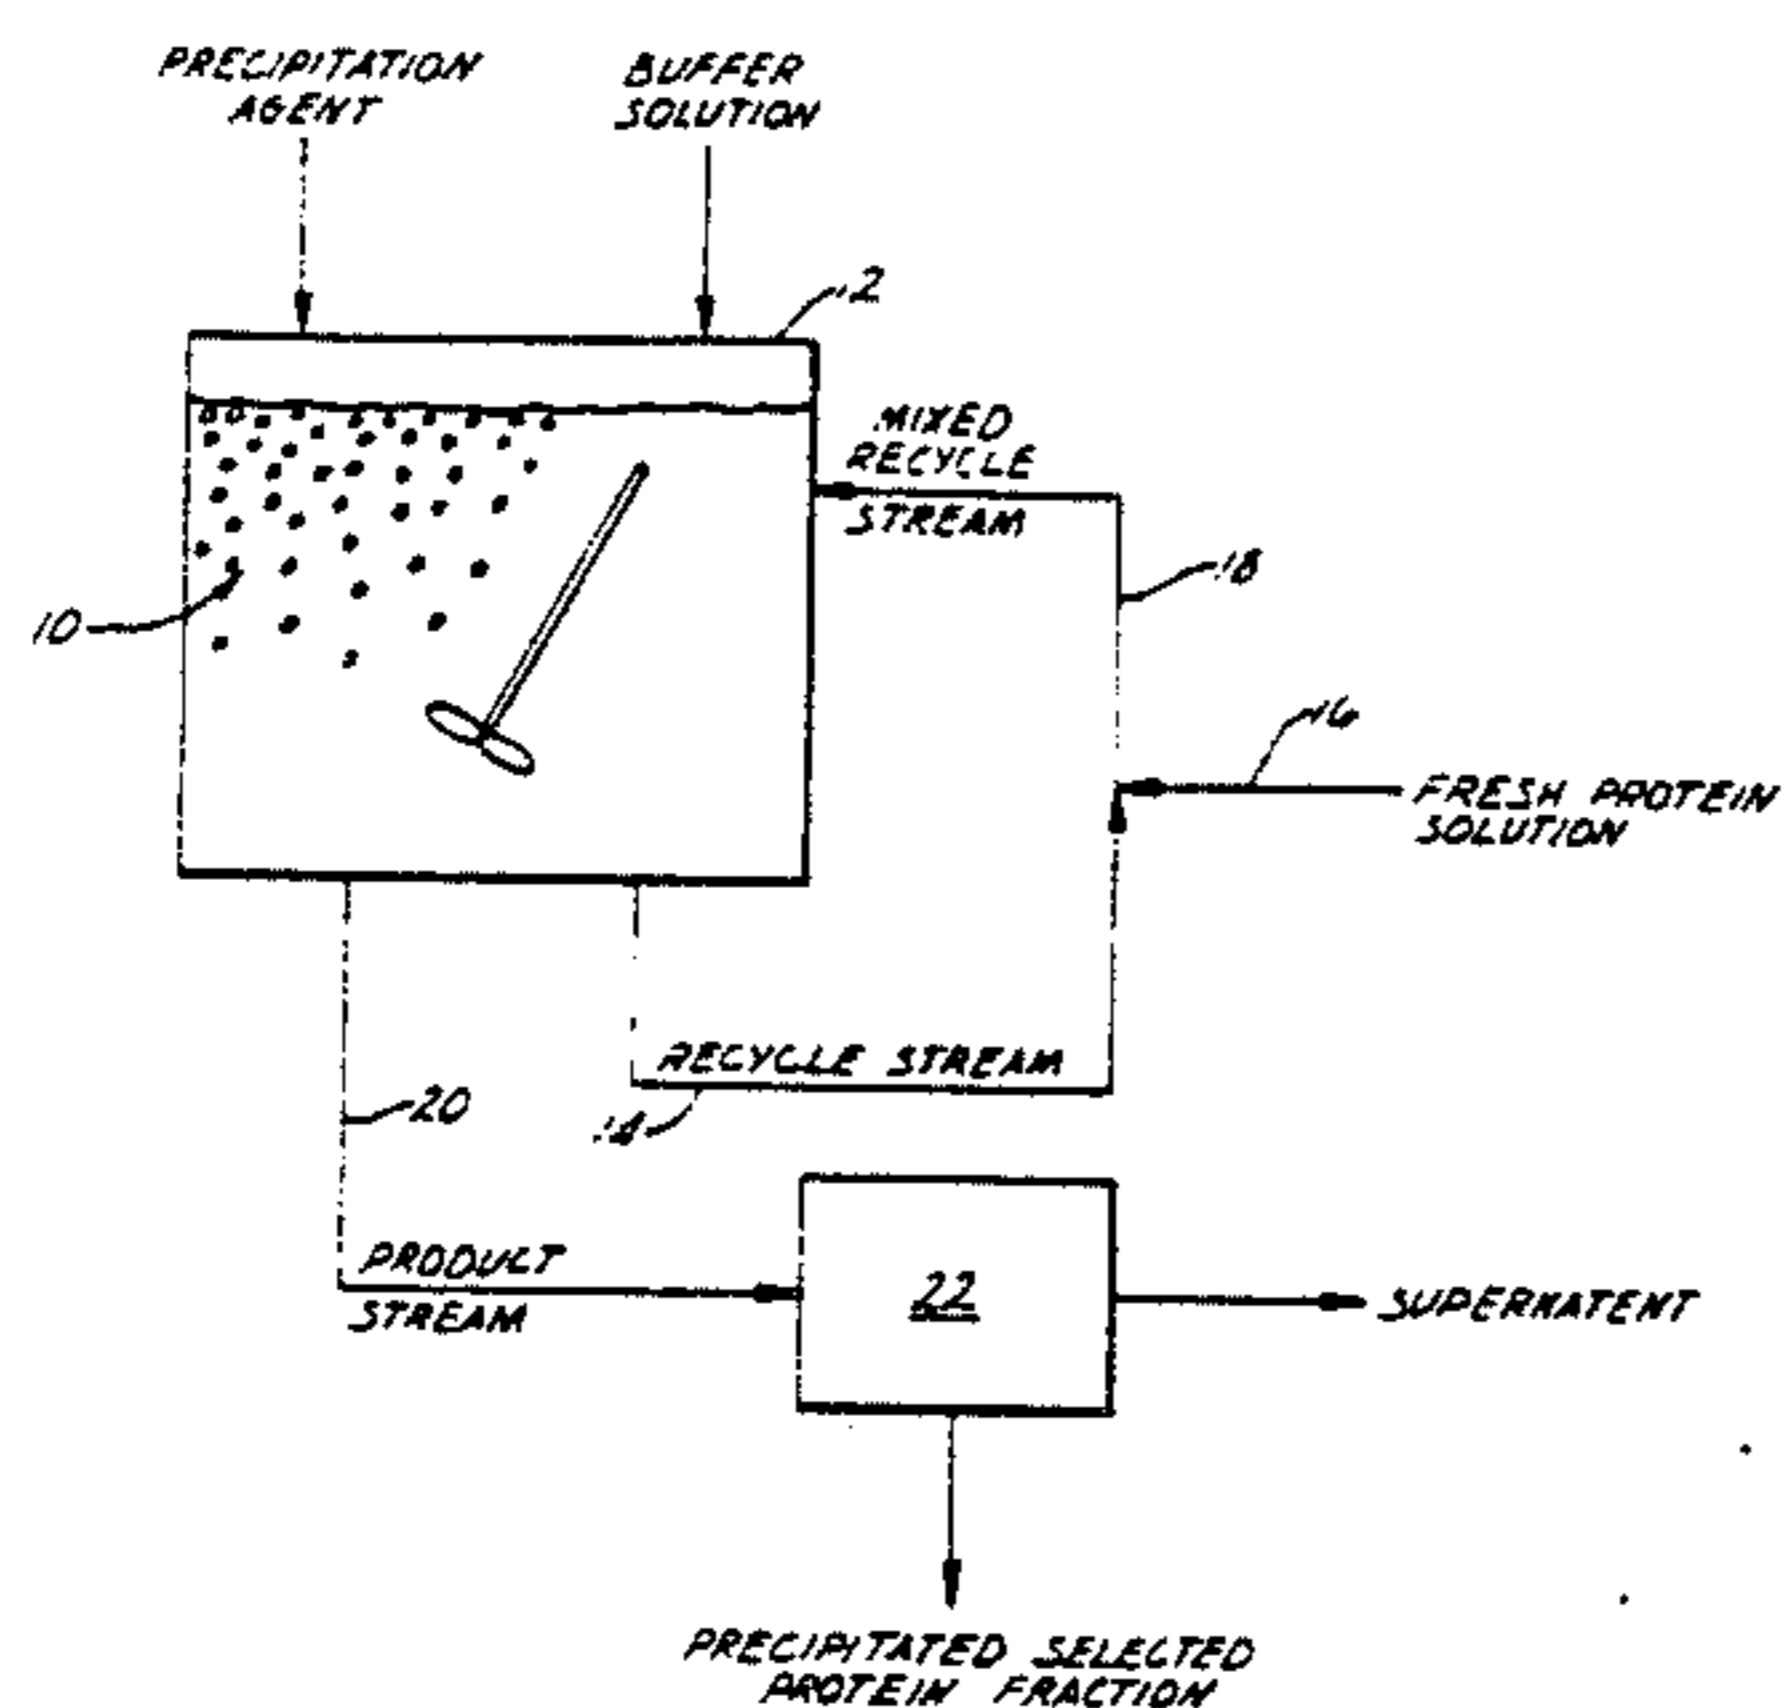 PRECIPITATION
AGENT
BUFFER
SOLUTION
12
MIXED
RECYCLE
STREAM
18
10
16
FRESH PROTEIN
SOLUTION
RECYCLE STREAM
14
20
PRODUCT
STREAM
22
SUPERNATENT
PRECIPITATED SELECTED
PROTEIN FRACTION